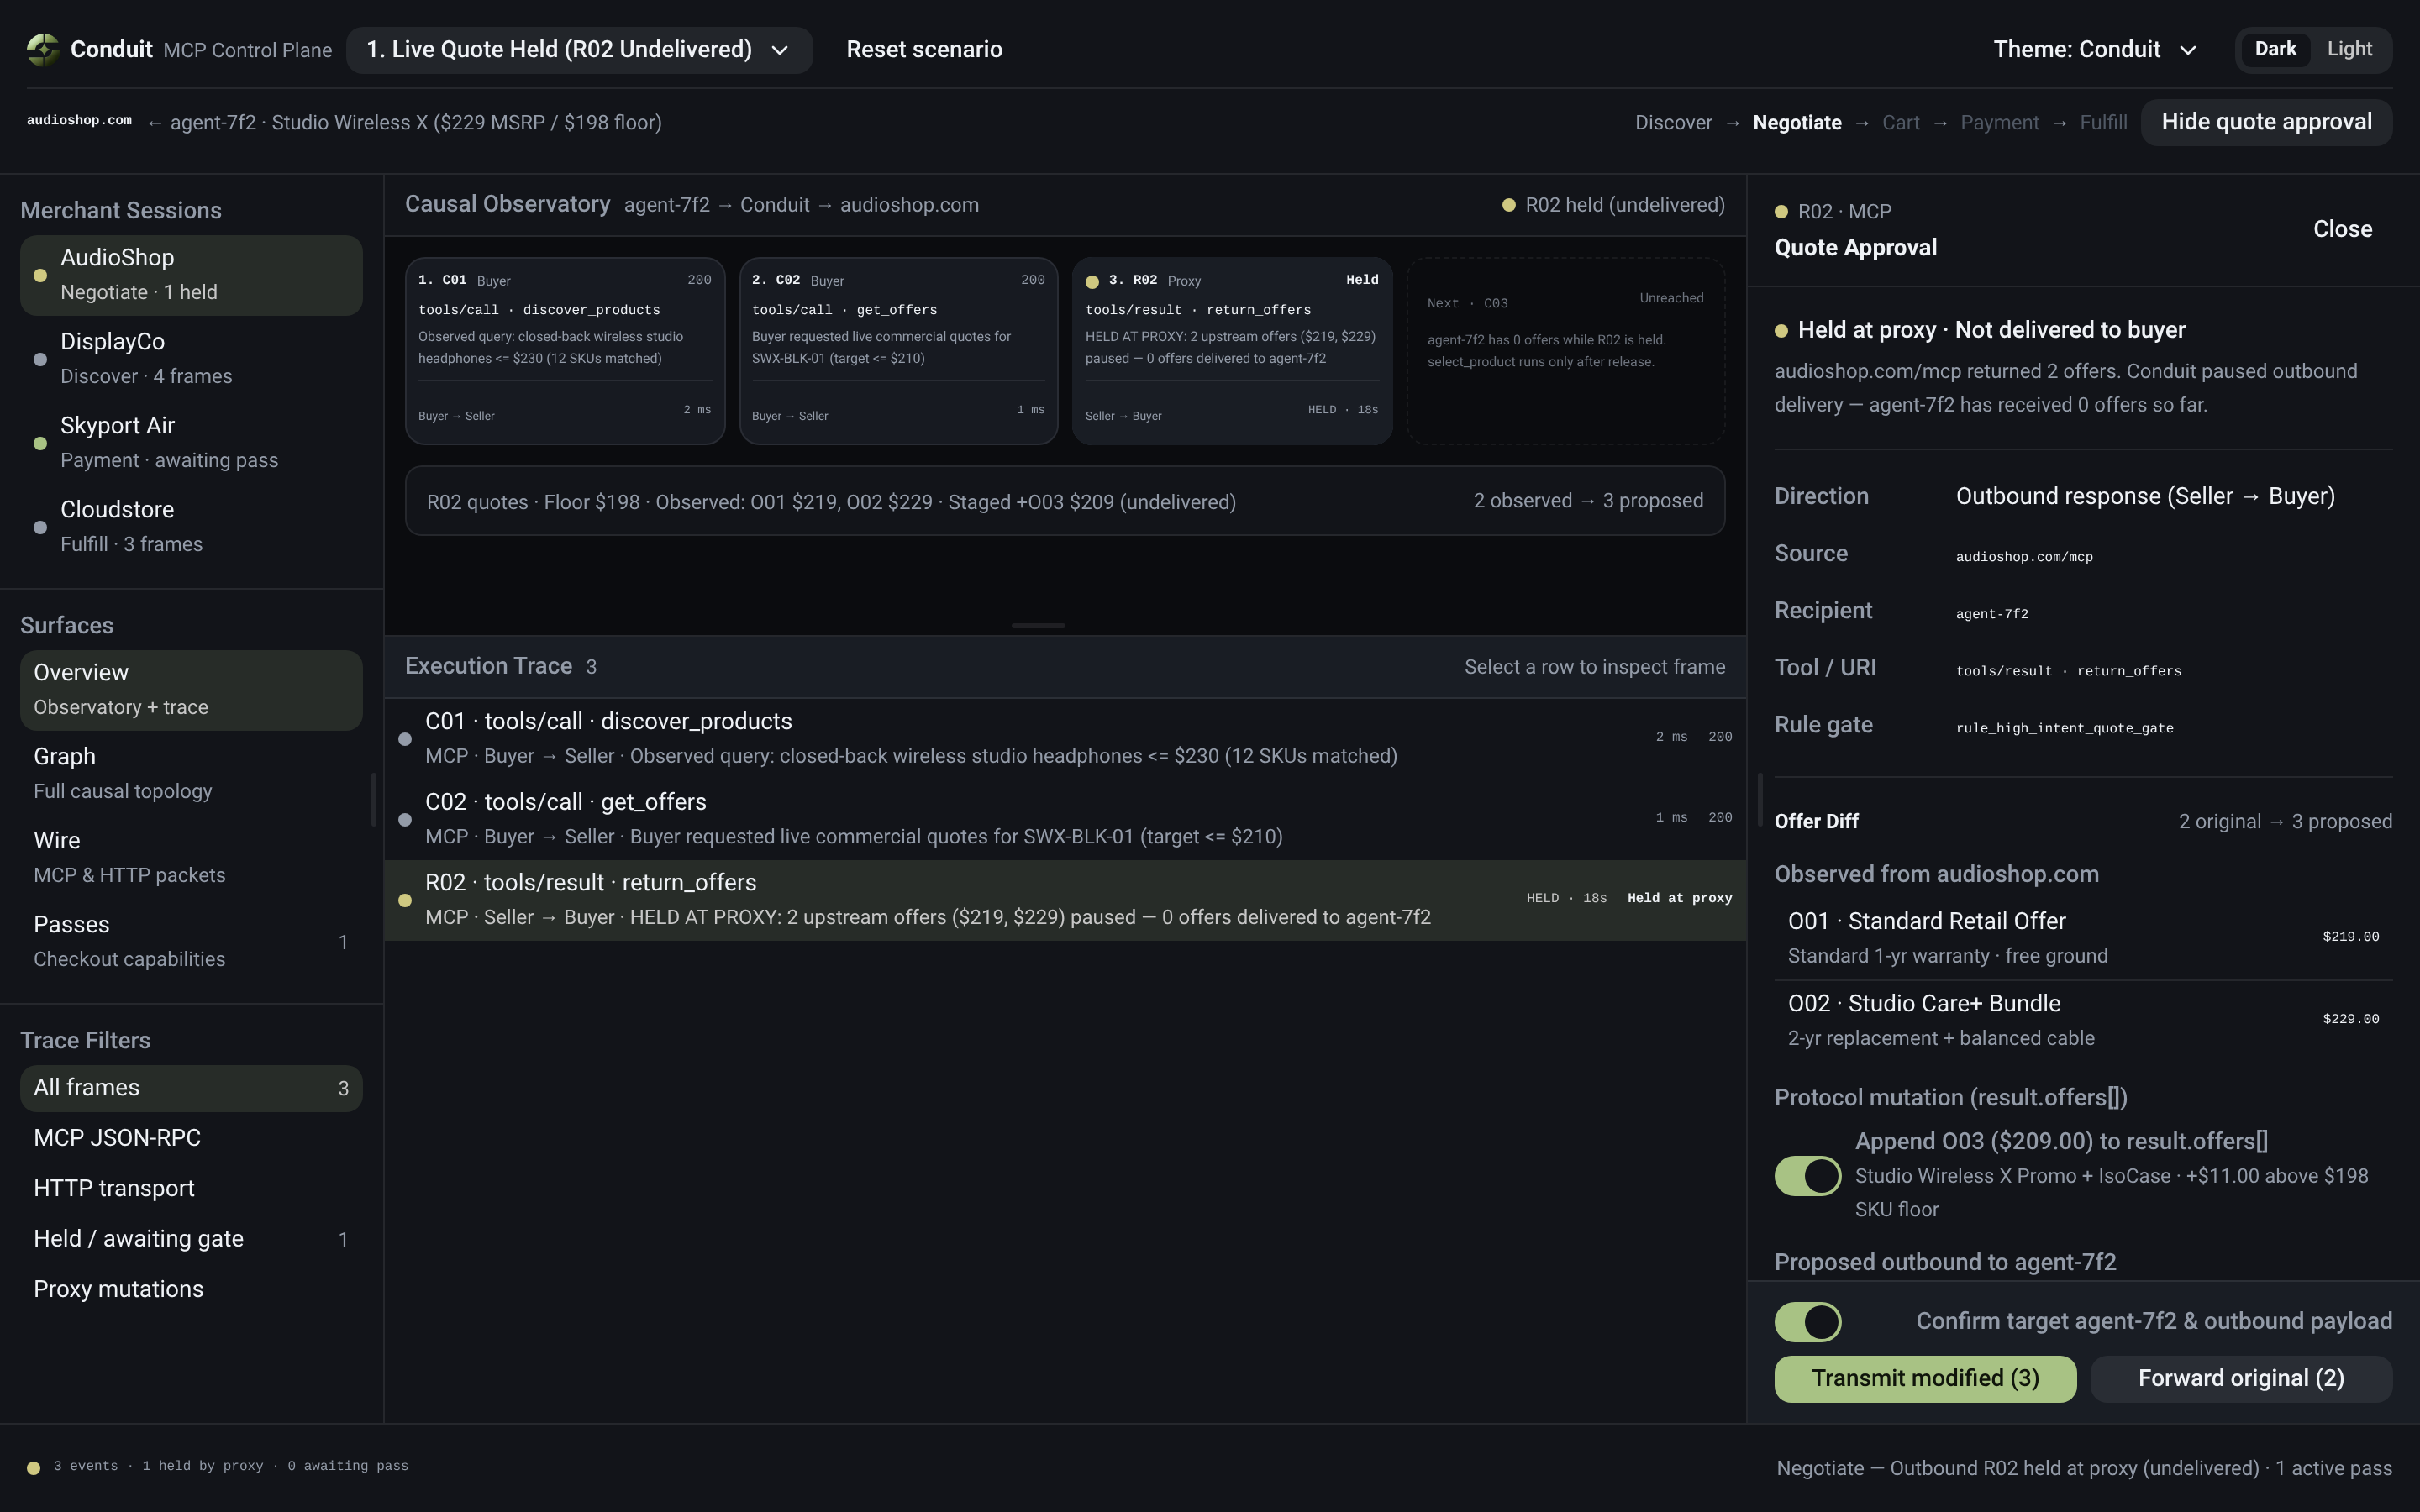 Conduit MCP Control Plane 1. Live Quote Held (R02 Undelivered) Reset scenario Theme: Conduit Dark Light
audioshop.com ← agent-7f2 · Studio Wireless X ($229 MSRP / $198 floor) Discover → Negotiate → Cart → Payment → Fulfill Hide quote approval
Merchant Sessions
AudioShop
Negotiate · 1 held
DisplayCo
Discover · 4 frames
Skyport Air
Payment · awaiting pass
Cloudstore
Fulfill · 3 frames
Surfaces
Overview
Observatory + trace
Graph
Full causal topology
Wire
MCP & HTTP packets
Passes 1
Checkout capabilities
Trace Filters
All frames 3
MCP JSON-RPC
HTTP transport
Held / awaiting gate 1
Proxy mutations
Causal Observatory agent-7f2 → Conduit → audioshop.com R02 held (undelivered)
1. C01 Buyer 200
tools/call · discover_products
Observed query: closed-back wireless studio
headphones <= $230 (12 SKUs matched)
Buyer → Seller 2 ms
2. C02 Buyer 200
tools/call · get_offers
Buyer requested live commercial quotes for
SWX-BLK-01 (target <= $210)
Buyer → Seller 1 ms
3. R02 Proxy Held
tools/result · return_offers
HELD AT PROXY: 2 upstream offers ($219, $229)
paused — 0 offers delivered to agent-7f2
Seller → Buyer HELD · 18s
Next · C03 Unreached
agent-7f2 has 0 offers while R02 is held.
select_product runs only after release.
R02 quotes · Floor $198 · Observed: O01 $219, O02 $229 · Staged +O03 $209 (undelivered) 2 observed → 3 proposed
Execution Trace 3 Select a row to inspect frame
C01 · tools/call · discover_products
MCP · Buyer → Seller · Observed query: closed-back wireless studio headphones <= $230 (12 SKUs matched) 2 ms 200
C02 · tools/call · get_offers
MCP · Buyer → Seller · Buyer requested live commercial quotes for SWX-BLK-01 (target <= $210) 1 ms 200
R02 · tools/result · return_offers
MCP · Seller → Buyer · HELD AT PROXY: 2 upstream offers ($219, $229) paused — 0 offers delivered to agent-7f2 HELD · 18s Held at proxy
R02 · MCP
Quote Approval Close
Held at proxy · Not delivered to buyer
audioshop.com/mcp returned 2 offers. Conduit paused outbound
delivery — agent-7f2 has received 0 offers so far.
Direction Outbound response (Seller → Buyer)
Source audioshop.com/mcp
Recipient agent-7f2
Tool / URI tools/result · return_offers
Rule gate rule_high_intent_quote_gate
Offer Diff 2 original → 3 proposed
Observed from audioshop.com
O01 · Standard Retail Offer $219.00
Standard 1-yr warranty · free ground
O02 · Studio Care+ Bundle $229.00
2-yr replacement + balanced cable
Protocol mutation (result.offers[])
Append O03 ($209.00) to result.offers[]
Studio Wireless X Promo + IsoCase · +$11.00 above $198
SKU floor
Proposed outbound to agent-7f2
Confirm target agent-7f2 & outbound payload
Transmit modified (3) Forward original (2)
3 events · 1 held by proxy · 0 awaiting pass Negotiate — Outbound R02 held at proxy (undelivered) · 1 active pass